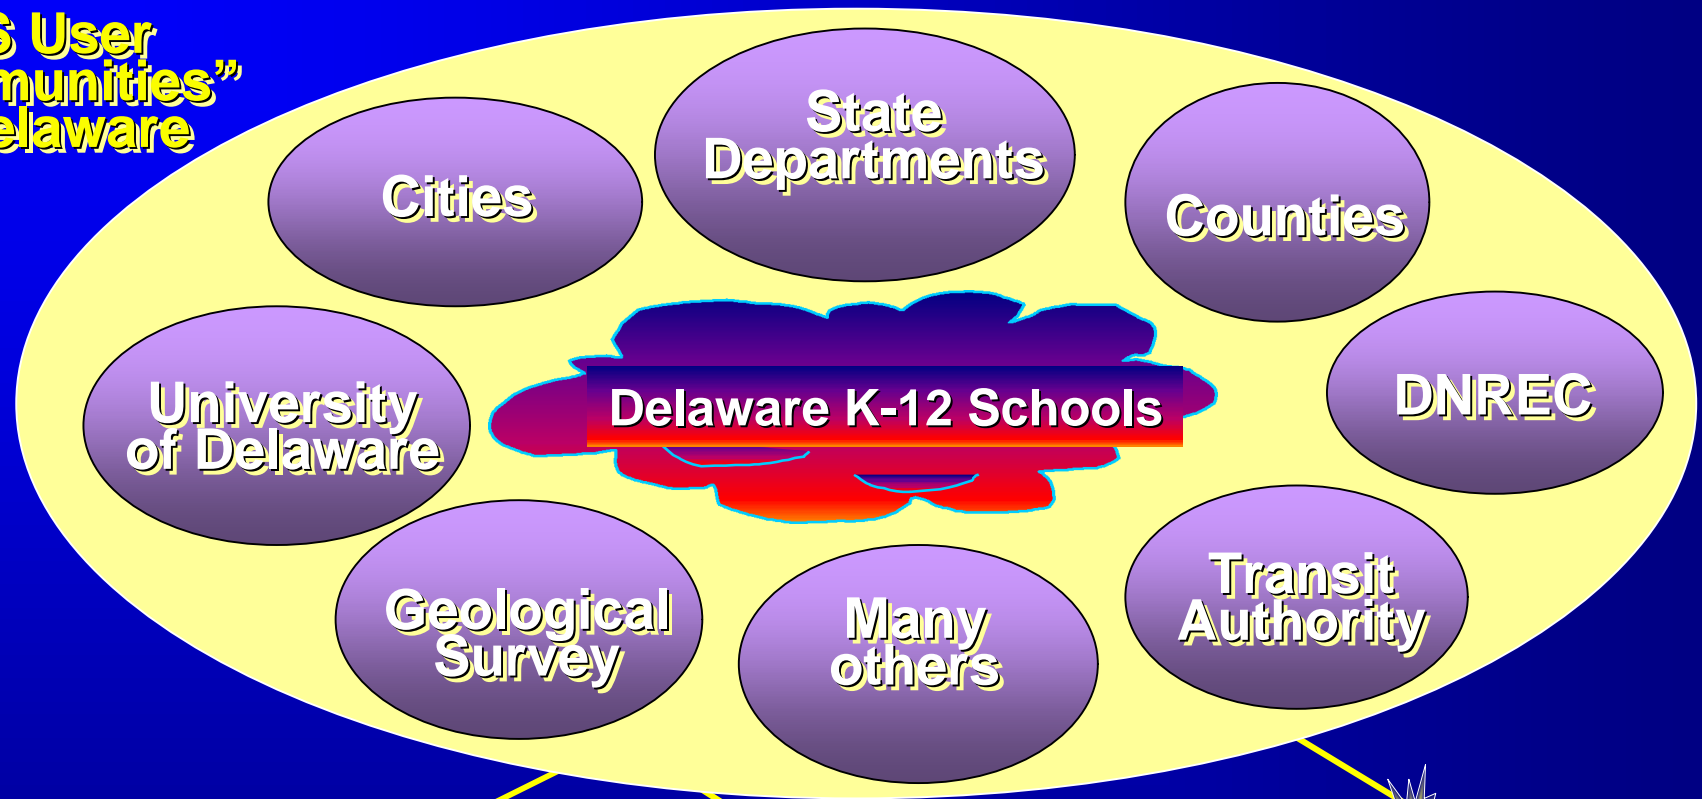 S User
munities”
elaware
State
Departments
Cities
Counties
University
of Delaware
Delaware K-12 Schools
DNREC
Geological
Survey
Many
others
Transit
Authority